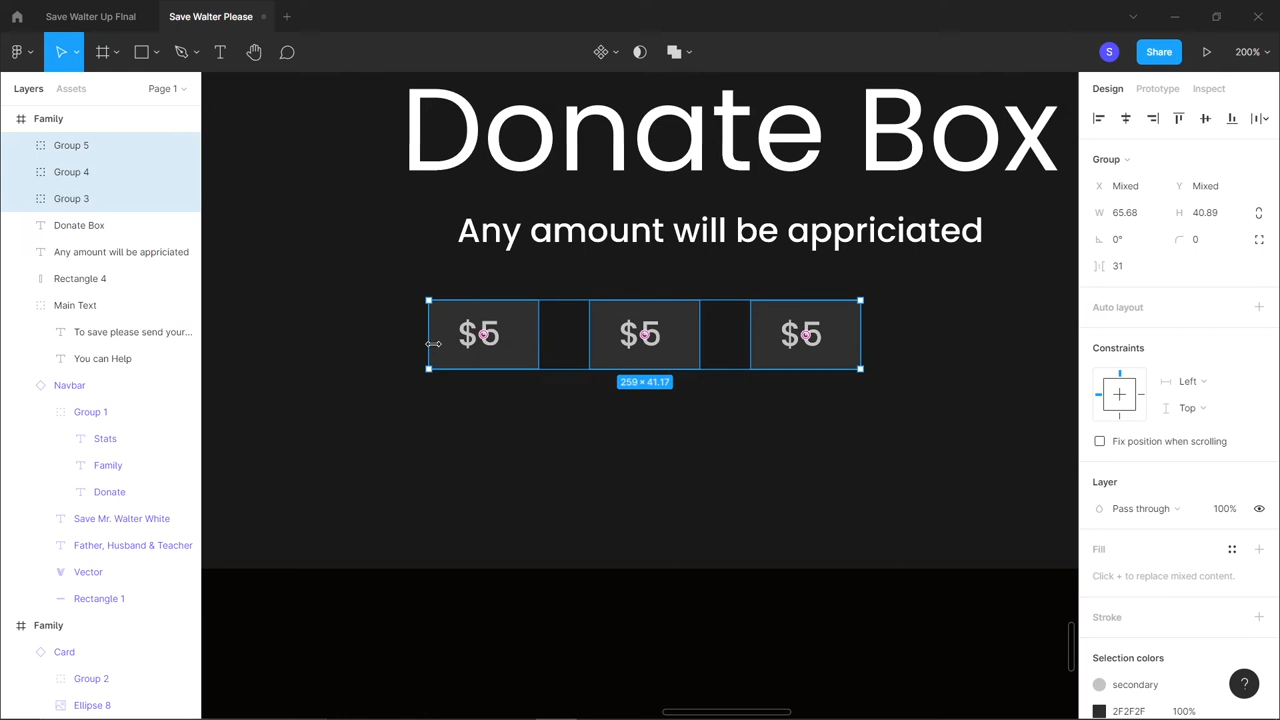 Save Walter Up FInal
Save Walter Please
S
Share
200%
Layers
Assets
Page 1
Design
Prototype
Inspect
Family
Group 5
Group 4
Group 3
Donate Box
Any amount will be appriciated
Rectangle 4
Main Text
To save please send your...
You can Help
Navbar
Group 1
Stats
Family
Donate
Save Mr. Walter White
Father, Husband & Teacher
Vector
Rectangle 1
Family
Card
Group 2
Ellipse 8
Donate Box
Any amount will be appriciated
$5 $5 $5
259 × 41.17
Group
X Mixed Y Mixed
W 65.68 H 40.89
0° 0
31
Auto layout
Constraints
Left
Top
Fix position when scrolling
Layer
Pass through 100%
Fill
Click + to replace mixed content.
Stroke
Selection colors
secondary
2F2F2F 100%
?